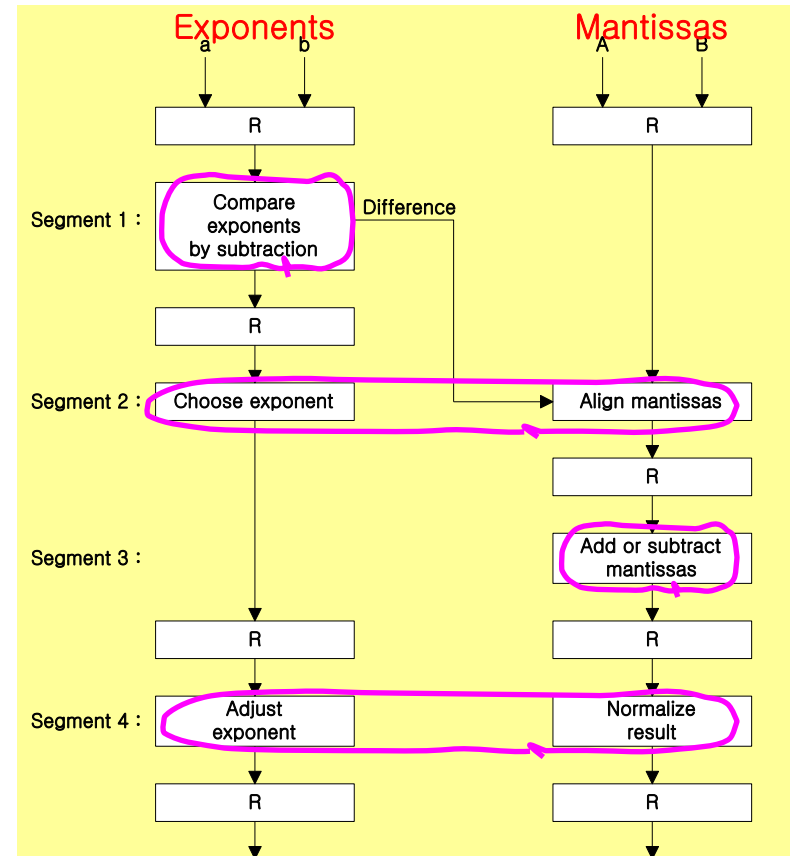 Exponents
Mantissas
a
b
A
B
R
R
Segment 1 :
Compare
exponents
by subtraction
Difference
R
Segment 2 :
Choose exponent
Align mantissas
R
Segment 3 :
Add or subtract
mantissas
R
R
Segment 4 :
Adjust
exponent
Normalize
result
R
R